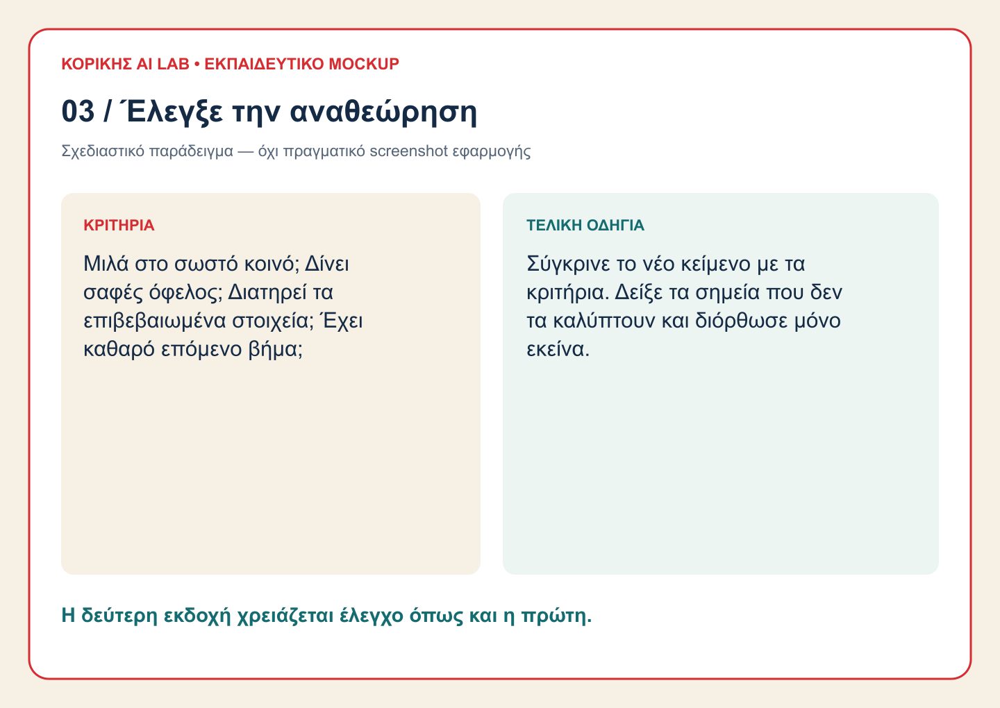 ΚΟΡΙΚΗΣ AI LAB • ΕΚΠΑΙΔΕΥΤΙΚΟ MOCKUP
03 / Έλεγξε την αναθεώρηση
Σχεδιαστικό παράδειγμα — όχι πραγματικό screenshot εφαρμογής
ΚΡΙΤΗΡΙΑ
Μιλά στο σωστό κοινό; Δίνει
σαφές όφελος; Διατηρεί τα
επιβεβαιωμένα στοιχεία; Έχει
καθαρό επόμενο βήμα;
ΤΕΛΙΚΗ ΟΔΗΓΙΑ
Σύγκρινε το νέο κείμενο με τα
κριτήρια. Δείξε τα σημεία που δεν
τα καλύπτουν και διόρθωσε μόνο
εκείνα.
Η δεύτερη εκδοχή χρειάζεται έλεγχο όπως και η πρώτη.